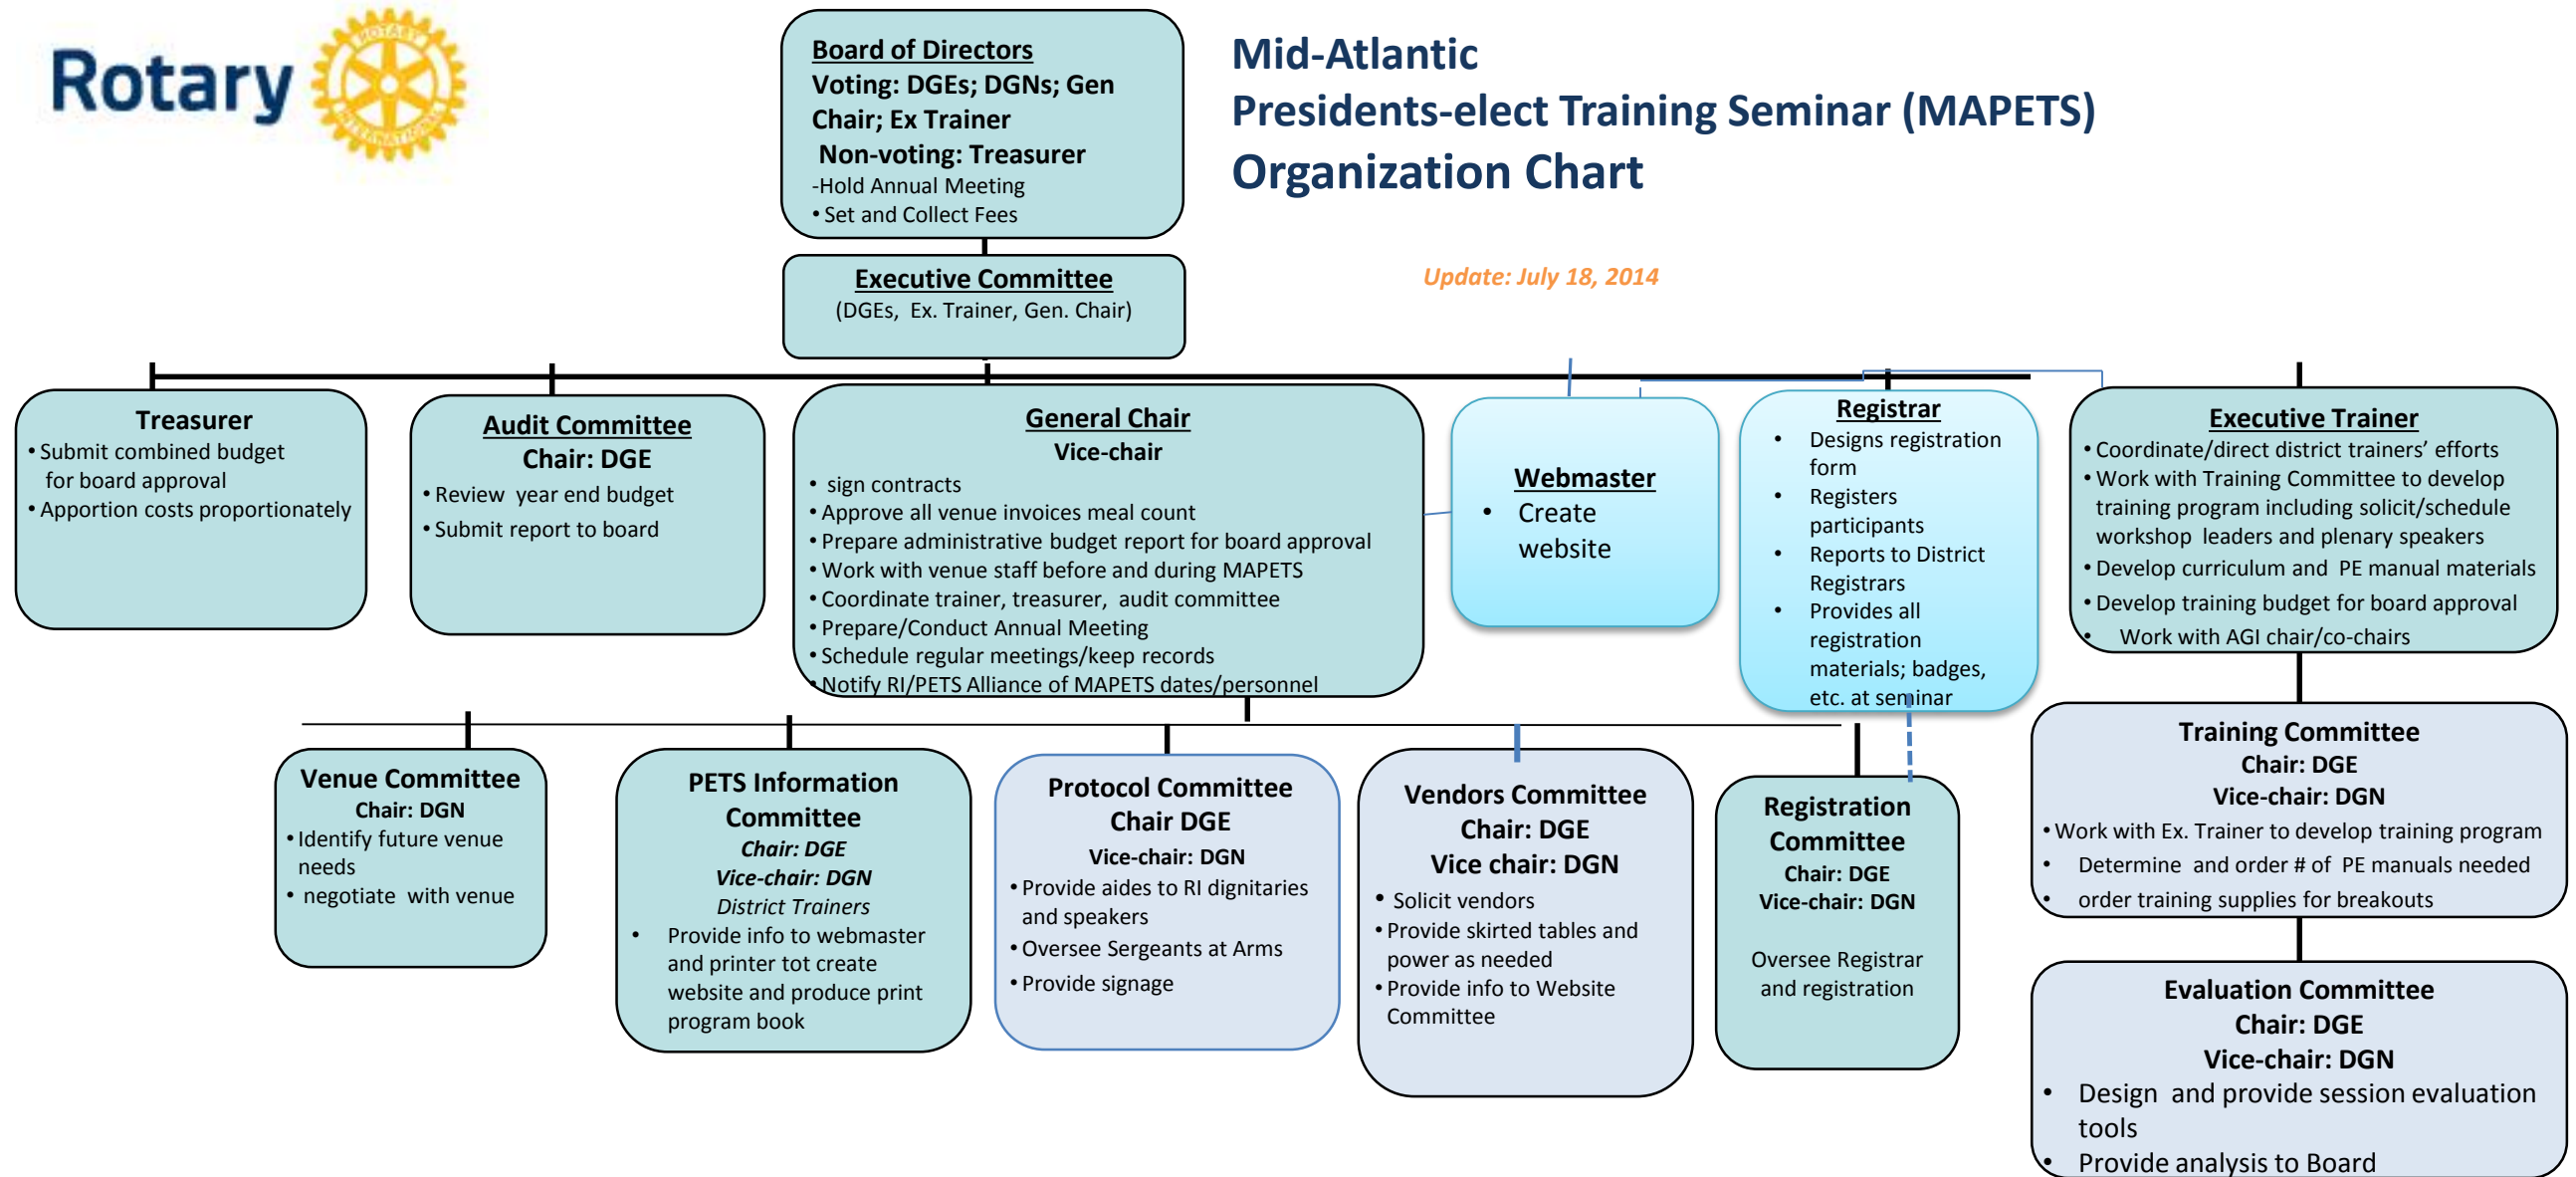 Rotary
ROTARY
INTERNATIONAL
Board of Directors
Voting: DGEs; DGNs; Gen
Chair; Ex Trainer
Non-voting: Treasurer
-Hold Annual Meeting
• Set and Collect Fees
Mid-Atlantic
Presidents-elect Training Seminar (MAPETS)
Organization Chart
Executive Committee
(DGEs, Ex. Trainer, Gen. Chair)
Update: July 18, 2014
Treasurer
• Submit combined budget
for board approval
• Apportion costs proportionately
Audit Committee
Chair: DGE
• Review year end budget
• Submit report to board
General Chair
Vice-chair
• sign contracts
• Approve all venue invoices meal count
• Prepare administrative budget report for board approval
• Work with venue staff before and during MAPETS
• Coordinate trainer, treasurer, audit committee
• Prepare/Conduct Annual Meeting
• Schedule regular meetings/keep records
• Notify RI/PETS Alliance of MAPETS dates/personnel
Webmaster
• Create
website
Registrar
• Designs registration
form
• Registers
participants
• Reports to District
Registrars
• Provides all
registration
materials; badges,
etc. at seminar
Executive Trainer
• Coordinate/direct district trainers’ efforts
• Work with Training Committee to develop
training program including solicit/schedule
workshop leaders and plenary speakers
• Develop curriculum and PE manual materials
• Develop training budget for board approval
• Work with AGI chair/co-chairs
Venue Committee
Chair: DGN
• Identify future venue
needs
• negotiate with venue
PETS Information
Committee
Chair: DGE
Vice-chair: DGN
District Trainers
• Provide info to webmaster
and printer tot create
website and produce print
program book
Protocol Committee
Chair DGE
Vice-chair: DGN
• Provide aides to RI dignitaries
and speakers
• Oversee Sergeants at Arms
• Provide signage
Vendors Committee
Chair: DGE
Vice chair: DGN
• Solicit vendors
• Provide skirted tables and
power as needed
• Provide info to Website
Committee
Registration
Committee
Chair: DGE
Vice-chair: DGN
Oversee Registrar
and registration
Training Committee
Chair: DGE
Vice-chair: DGN
• Work with Ex. Trainer to develop training program
• Determine and order # of PE manuals needed
• order training supplies for breakouts
Evaluation Committee
Chair: DGE
Vice-chair: DGN
• Design and provide session evaluation
tools
• Provide analysis to Board